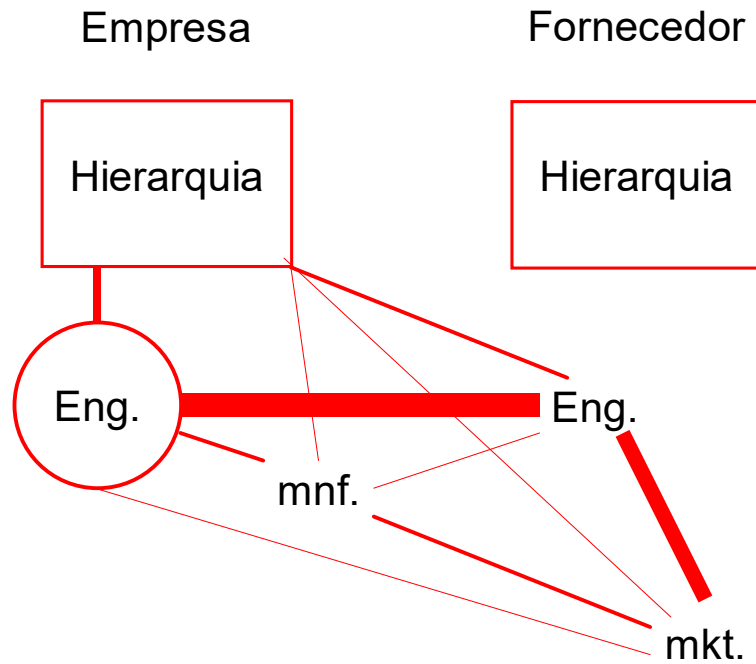 Empresa
Fornecedor
Hierarquia
Hierarquia
Eng.
Eng.
mnf.
mkt.